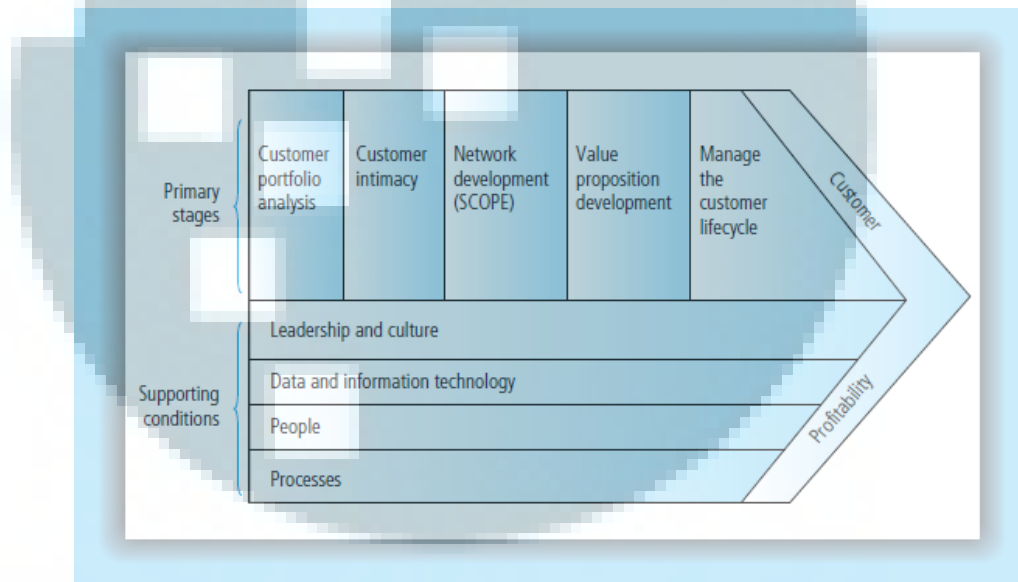 Primary
stages
Customer
portfolio
analysis
Customer
intimacy
Network
development
(SCOPE)
Value
proposition
development
Manage
the
customer
lifecycle
Customer
Supporting
conditions
Leadership and culture
Data and information technology
People
Processes
Profitability